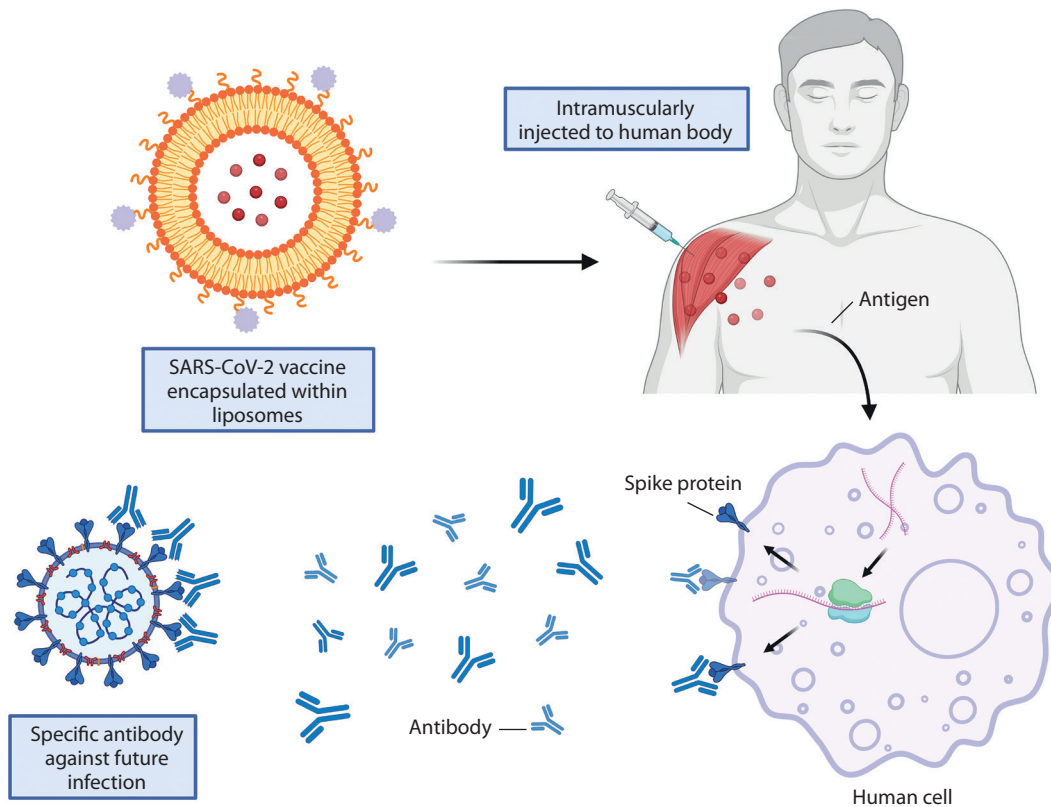 Intramuscularly
injected to human body
Antigen
SARS-CoV-2 vaccine
encapsulated within
liposomes
Spike protein
Antibody
Specific antibody
against future
infection
Human cell